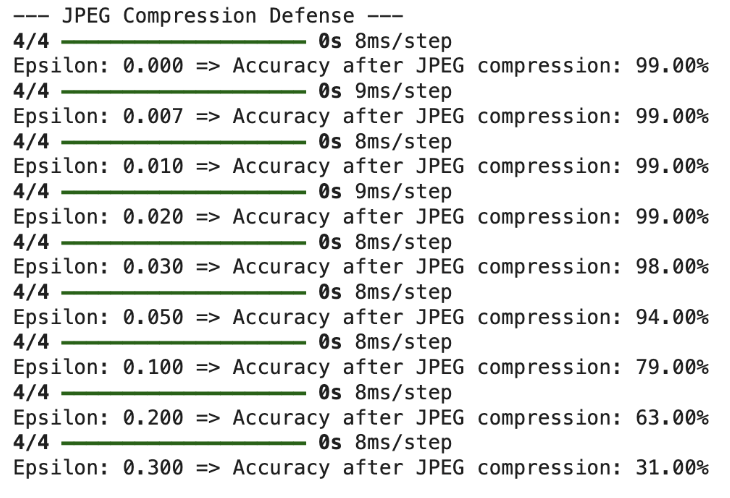 --- JPEG Compression Defense ---
4/4 ━━━━━━━━━━━━━━━━━━━━ 0s 8ms/step
Epsilon: 0.000 => Accuracy after JPEG compression: 99.00%
4/4 ━━━━━━━━━━━━━━━━━━━━ 0s 9ms/step
Epsilon: 0.007 => Accuracy after JPEG compression: 99.00%
4/4 ━━━━━━━━━━━━━━━━━━━━ 0s 8ms/step
Epsilon: 0.010 => Accuracy after JPEG compression: 99.00%
4/4 ━━━━━━━━━━━━━━━━━━━━ 0s 9ms/step
Epsilon: 0.020 => Accuracy after JPEG compression: 99.00%
4/4 ━━━━━━━━━━━━━━━━━━━━ 0s 8ms/step
Epsilon: 0.030 => Accuracy after JPEG compression: 98.00%
4/4 ━━━━━━━━━━━━━━━━━━━━ 0s 8ms/step
Epsilon: 0.050 => Accuracy after JPEG compression: 94.00%
4/4 ━━━━━━━━━━━━━━━━━━━━ 0s 8ms/step
Epsilon: 0.100 => Accuracy after JPEG compression: 79.00%
4/4 ━━━━━━━━━━━━━━━━━━━━ 0s 8ms/step
Epsilon: 0.200 => Accuracy after JPEG compression: 63.00%
4/4 ━━━━━━━━━━━━━━━━━━━━ 0s 8ms/step
Epsilon: 0.300 => Accuracy after JPEG compression: 31.00%